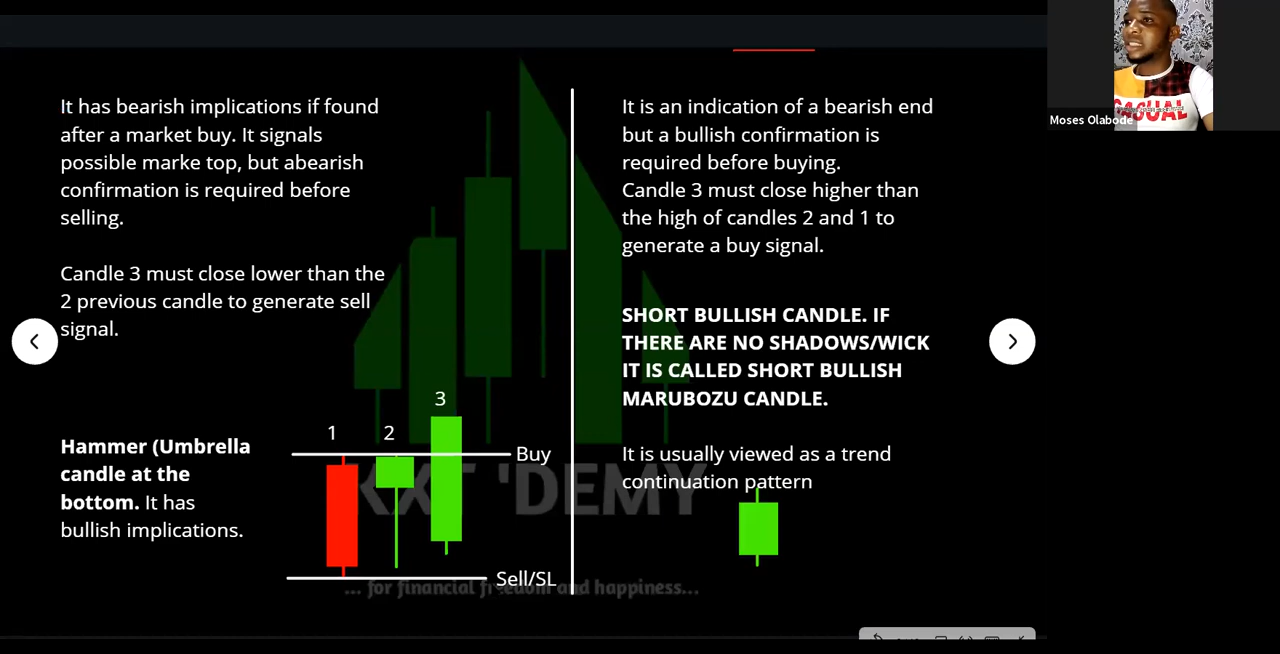 It has bearish implications if found
after a market buy. It signals
possible marke top, but abearish
confirmation is required before
selling.
Candle 3 must close lower than the
2 previous candle to generate sell
signal.
Hammer (Umbrella
candle at the
bottom. It has
bullish implications.
1
2
3
Buy
Sell/SL
It is an indication of a bearish end
but a bullish confirmation is
required before buying.
Candle 3 must close higher than
the high of candles 2 and 1 to
generate a buy signal.
SHORT BULLISH CANDLE. IF
THERE ARE NO SHADOWS/WICK
IT IS CALLED SHORT BULLISH
MARUBOZU CANDLE.
It is usually viewed as a trend
continuation pattern
'DEMY
... for financial freedom and happiness...
CASUAL
Moses Olabode